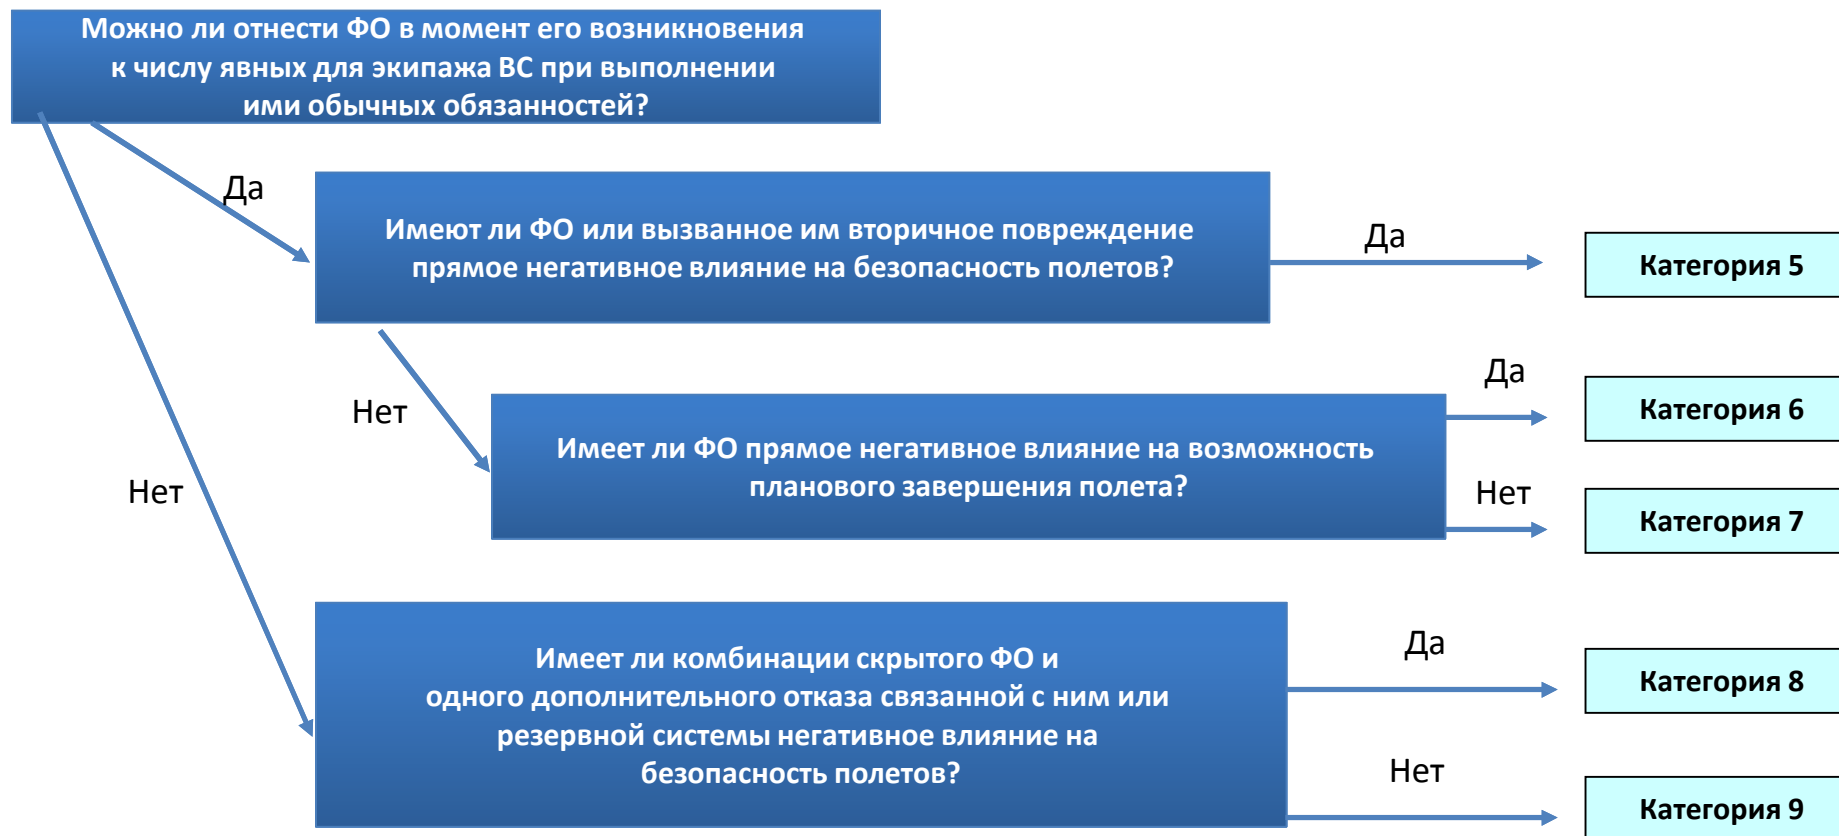 Можно ли отнести ФО в момент его возникновения
к числу явных для экипажа ВС при выполнении
ими обычных обязанностей?
Да
Имеют ли ФО или вызванное им вторичное повреждение
прямое негативное влияние на безопасность полетов?
Да
Категория 5
Нет
Имеет ли ФО прямое негативное влияние на возможность
планового завершения полета?
Да
Категория 6
Нет
Категория 7
Нет
Имеет ли комбинации скрытого ФО и
одного дополнительного отказа связанной с ним или
резервной системы негативное влияние на
безопасность полетов?
Да
Категория 8
Нет
Категория 9